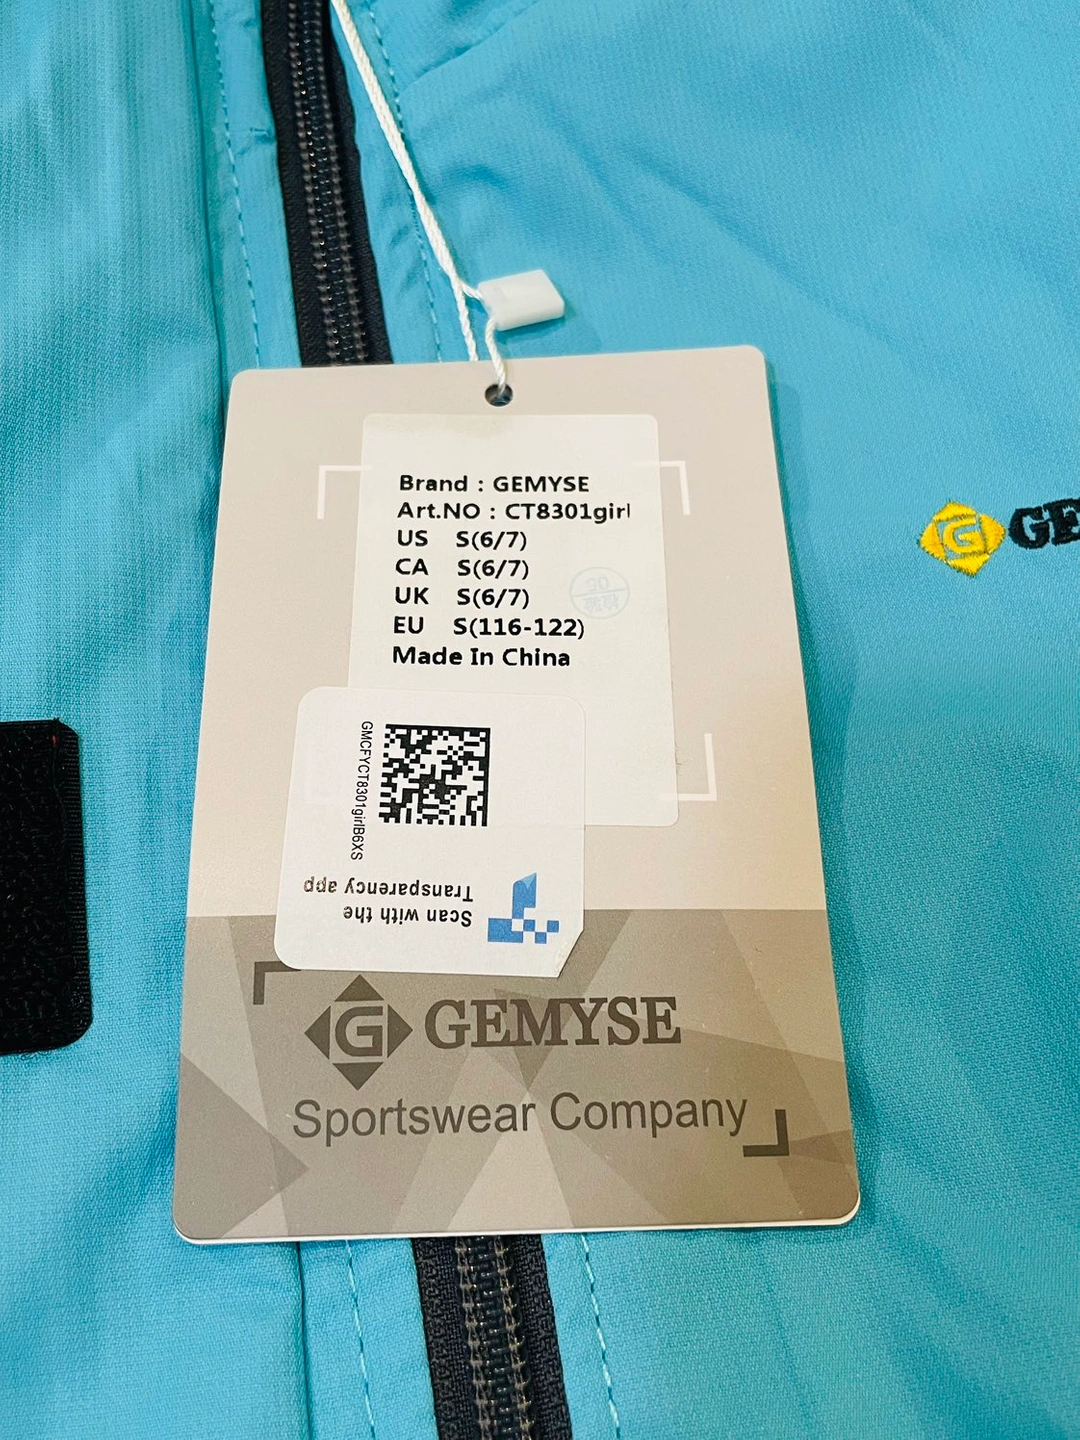 Brand : GEMYSE
Art.NO : CT8301girl
US S(6/7)
CA S(6/7)
UK S(6/7)
EU S(116-122)
Made In China
GMCFYCT8301girlB6XS
Scan with the
Transparency app
G GEMYSE
Sportswear Company
G GE